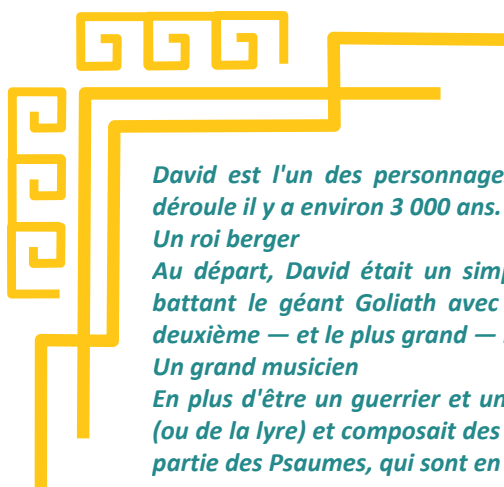 David est l'un des personnage
déroule il y a environ 3 000 ans.
Un roi berger
Au départ, David était un simp
battant le géant Goliath avec
deuxième — et le plus grand —
Un grand musicien
En plus d'être un guerrier et un
(ou de la lyre) et composait des
partie des Psaumes, qui sont en